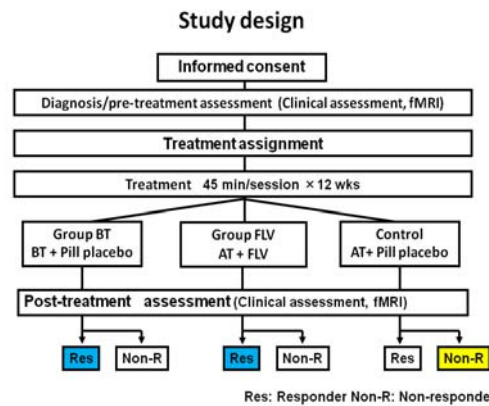 Study design
Informed consent
Diagnosis/pre-treatment assessment (Clinical assessment, fMRI)
Treatment assignment
Treatment 45 min/session × 12 wks
Group BT
BT + Pill placebo
Group FLV
AT + FLV
Control
AT+ Pill placebo
Post-treatment assessment (Clinical assessment, fMRI)
Res
Non-R
Res
Non-R
Res
Non-R
Res: Responder Non-R: Non-responde